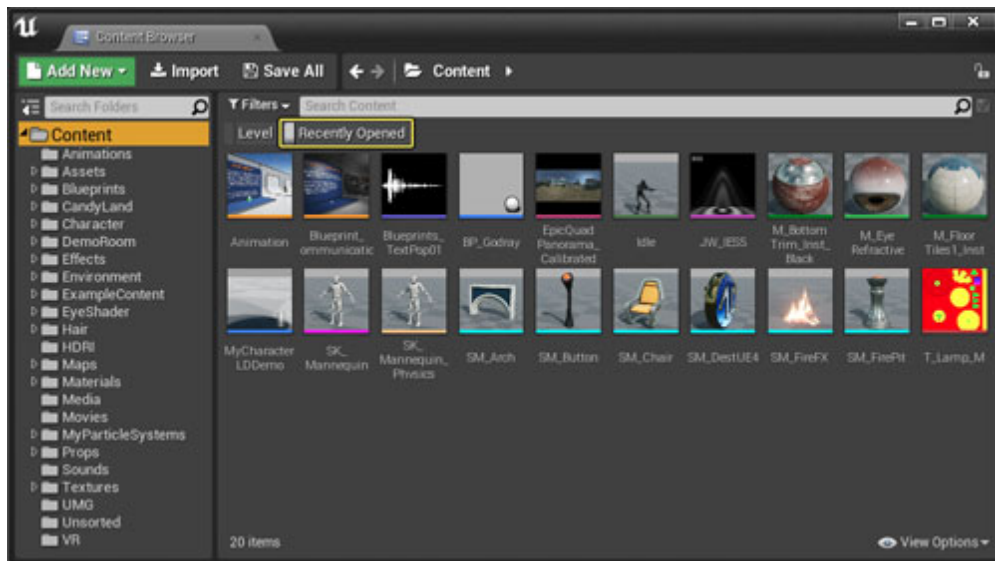 Content Browser
Add New
Import
Save All
Content
Search Folders
Filters
Search Content
Level
Recently Opened
Content
Animations
Assets
Blueprints
CandyLand
Character
DemoRoom
Effects
Environment
ExampleContent
EyeShader
Hair
HDRI
Maps
Materials
Media
Movies
MyParticleSystems
Props
Sounds
Textures
UMG
Unsorted
VR
Animation
Blueprint_
ommunicatic
Blueprints_
TextPop01
BP_Godray
EpicQuad
Panorama_
Calibrated
Idle
JW_IESS
M_Bottom
Trim_Inst_
Black
M_Eye
Refractive
M_Floor
Tiles1_Inst
MyCharacter
LDDemo
SK_
Mannequin
SK_
Mannequin_
Physics
SM_Arch
SM_Button
SM_Chair
SM_DestUE4
SM_FireFX
SM_FirePit
T_Lamp_M
20 items
View Options